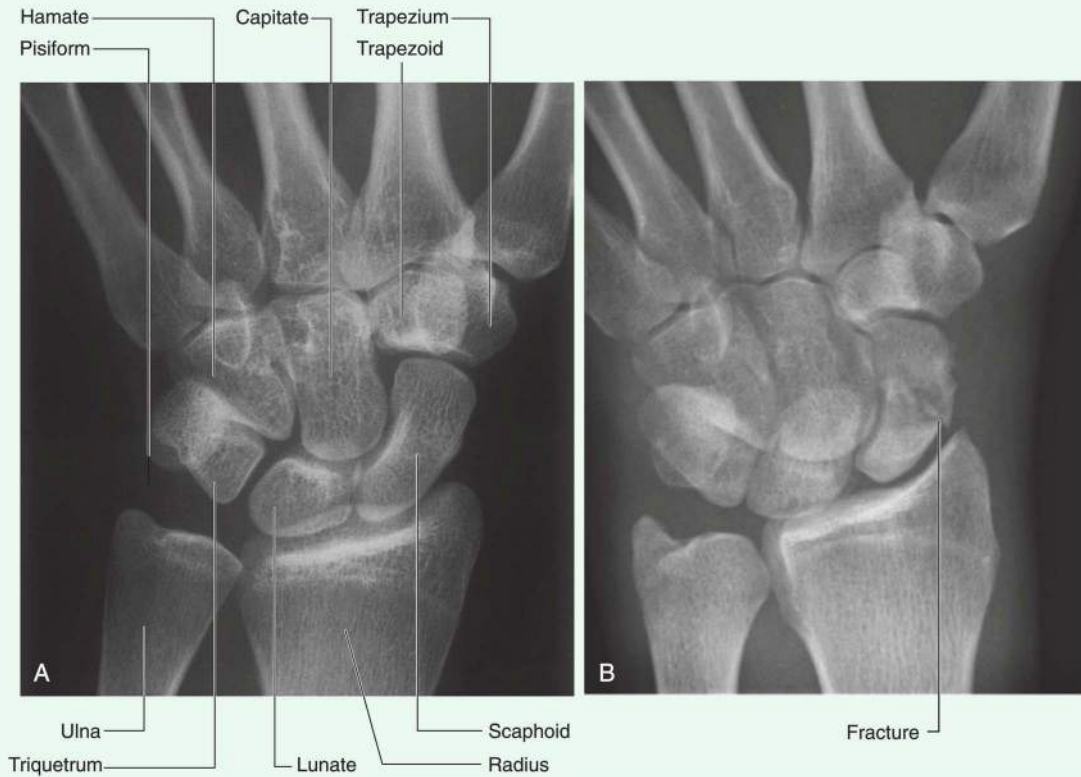 Hamate
Capitate
Trapezium
Pisiform
Trapezoid
A
B
Ulna
Scaphoid
Fracture
Triquetrum
Lunate
Radius